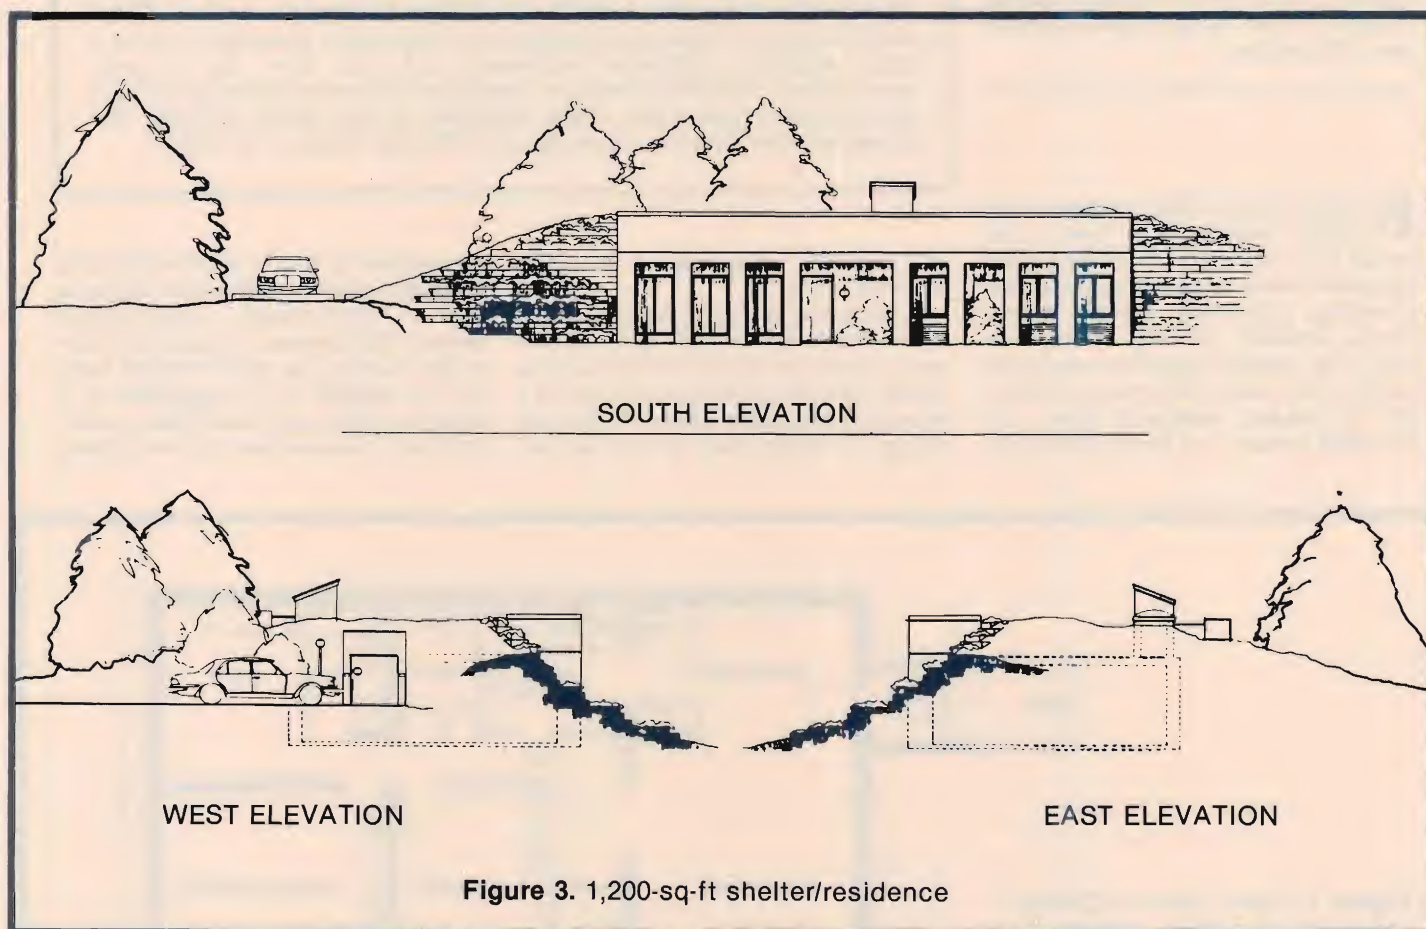 SOUTH ELEVATION
WEST ELEVATION
EAST ELEVATION
Figure 3. 1,200-sq-ft shelter/residence